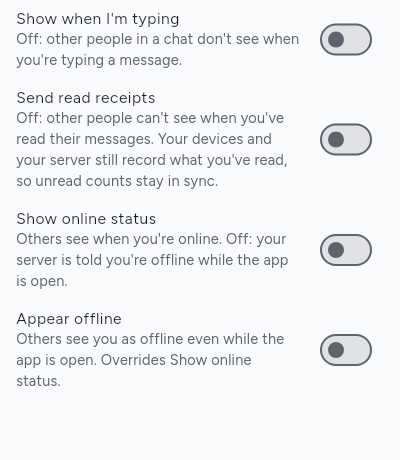 Show when I'm typing
Off: other people in a chat don't see when
you're typing a message.
Send read receipts
Off: other people can't see when you've
read their messages. Your devices and
your server still record what you've read,
so unread counts stay in sync.
Show online status
Others see when you're online. Off: your
server is told you're offline while the app
is open.
Appear offline
Others see you as offline even while the
app is open. Overrides Show online
status.